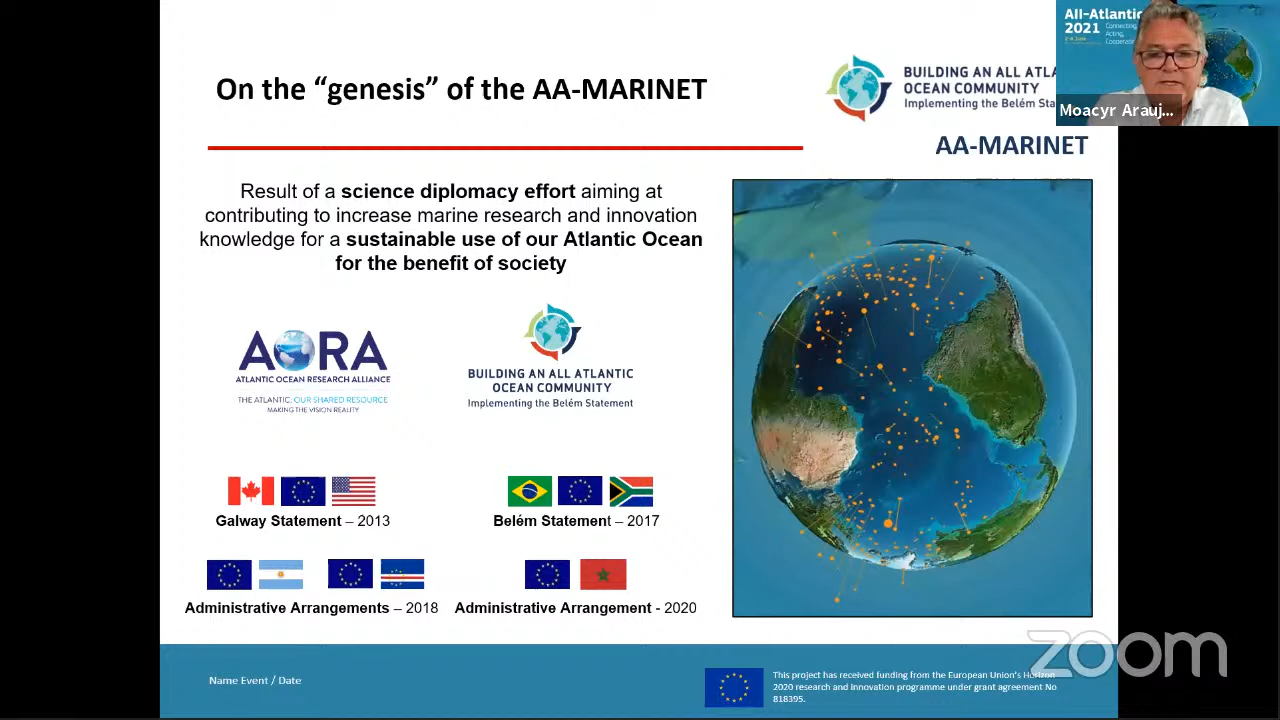 On the “genesis” of the AA-MARINET
BUILDING AN ALL
OCEAN COMMUNITY
Implementing the Belém
AA-MARINET
All-Atlantic
2021
Connecting,
Acting,
Moacyr Arauj...
Result of a science diplomacy effort aiming at
contributing to increase marine research and innovation
knowledge for a sustainable use of our Atlantic Ocean
for the benefit of society
AORA
ATLANTIC OCEAN RESEARCH ALLIANCE
THE ATLANTIC: OUR SHARED RESOURCE
MAKING THE VISION REALITY
BUILDING AN ALL ATLANTIC
OCEAN COMMUNITY
Implementing the Belém Statement
Galway Statement – 2013
Belém Statement – 2017
Administrative Arrangements – 2018
Administrative Arrangement - 2020
Name Event / Date
This project has received funding from the European Union's Horizon
2020 research and innovation programme under grant agreement No
818395.
zoom